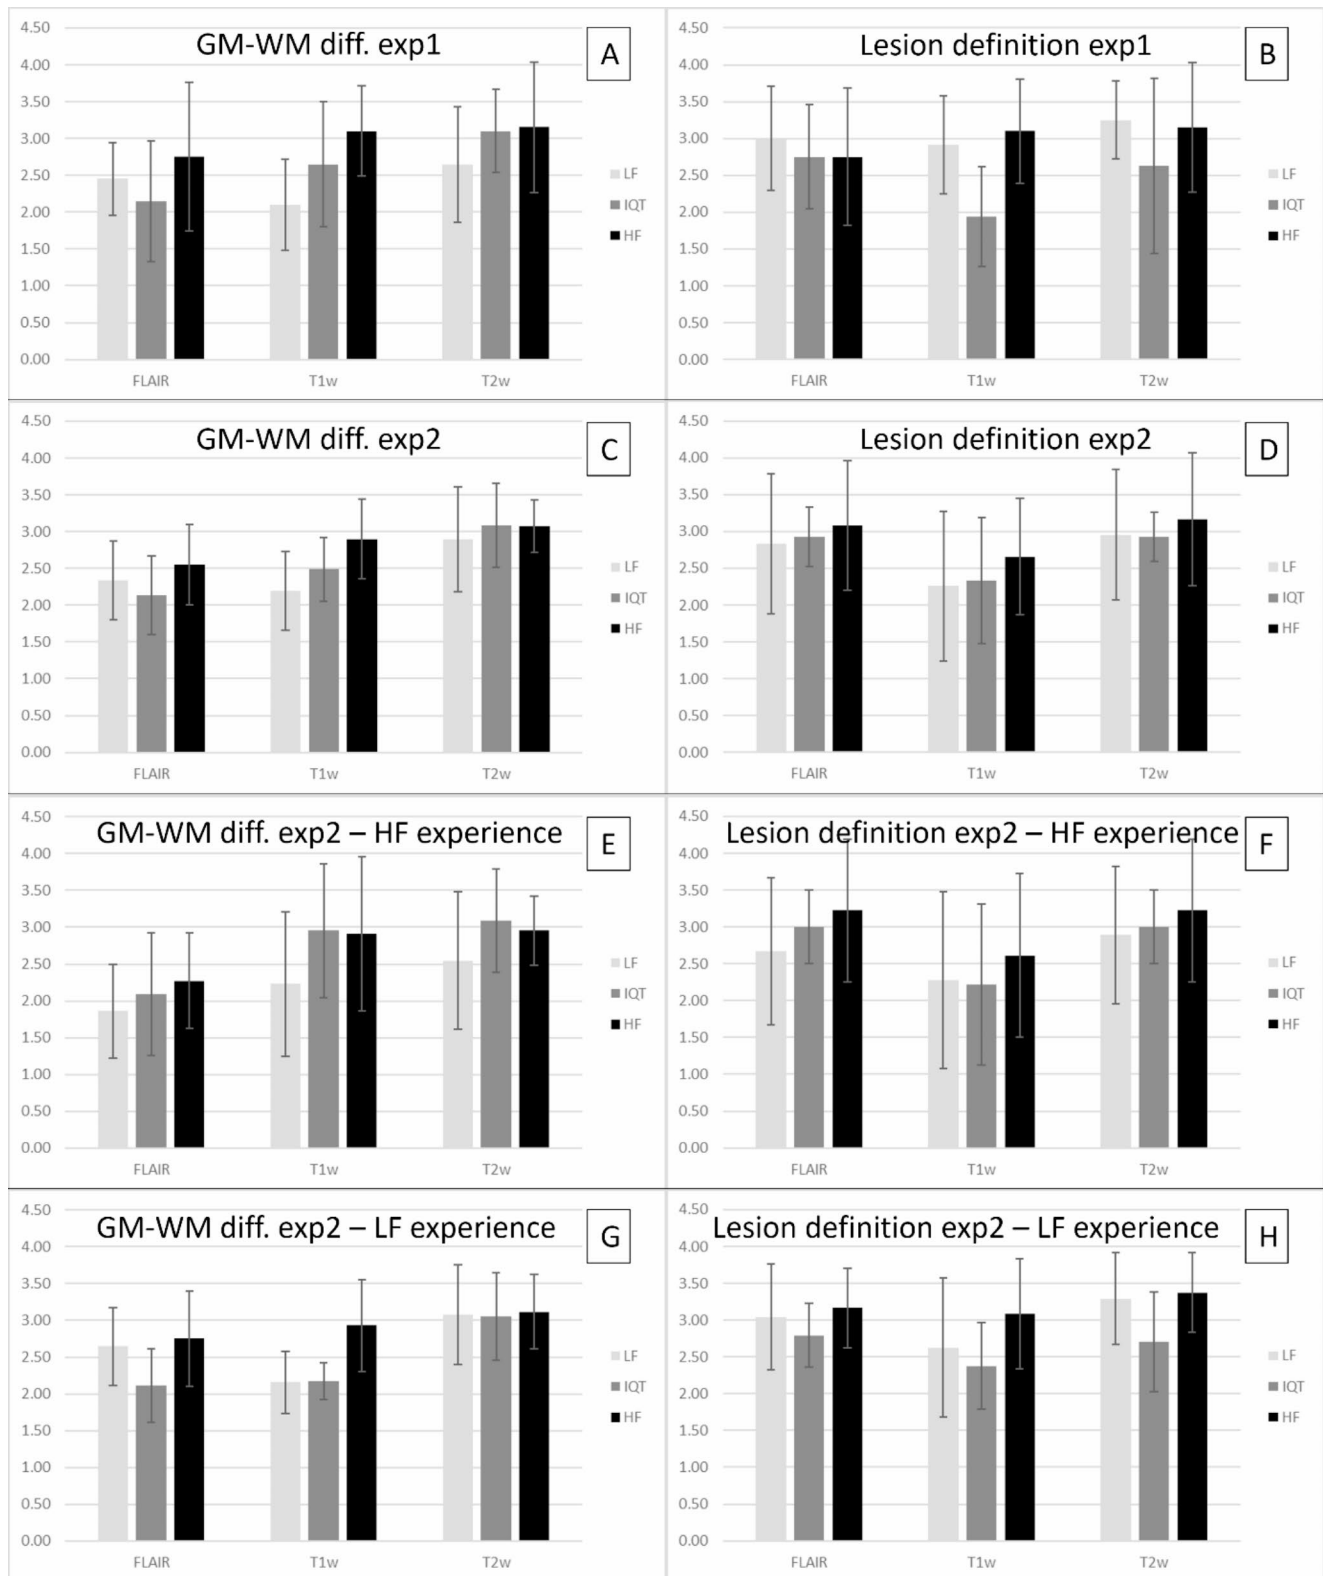 GM-WM diff. exp1
A
4.50
4.00
3.50
3.00
2.50
2.00
1.50
1.00
0.50
0.00
FLAIR T1w T2w
LF
IQT
HF
Lesion definition exp1
B
4.50
4.00
3.50
3.00
2.50
2.00
1.50
1.00
0.50
0.00
FLAIR T1w T2w
LF
IQT
HF
GM-WM diff. exp2
C
4.50
4.00
3.50
3.00
2.50
2.00
1.50
1.00
0.50
0.00
FLAIR T1w T2w
LF
IQT
HF
Lesion definition exp2
D
4.50
4.00
3.50
3.00
2.50
2.00
1.50
1.00
0.50
0.00
FLAIR T1w T2w
LF
IQT
HF
GM-WM diff. exp2 – HF experience
E
4.50
4.00
3.50
3.00
2.50
2.00
1.50
1.00
0.50
0.00
FLAIR T1w T2w
LF
IQT
HF
Lesion definition exp2 – HF experience
F
4.50
4.00
3.50
3.00
2.50
2.00
1.50
1.00
0.50
0.00
FLAIR T1w T2w
LF
IQT
HF
GM-WM diff. exp2 – LF experience
G
4.50
4.00
3.50
3.00
2.50
2.00
1.50
1.00
0.50
0.00
FLAIR T1w T2w
LF
IQT
HF
Lesion definition exp2 – LF experience
H
4.50
4.00
3.50
3.00
2.50
2.00
1.50
1.00
0.50
0.00
FLAIR T1w T2w
LF
IQT
HF